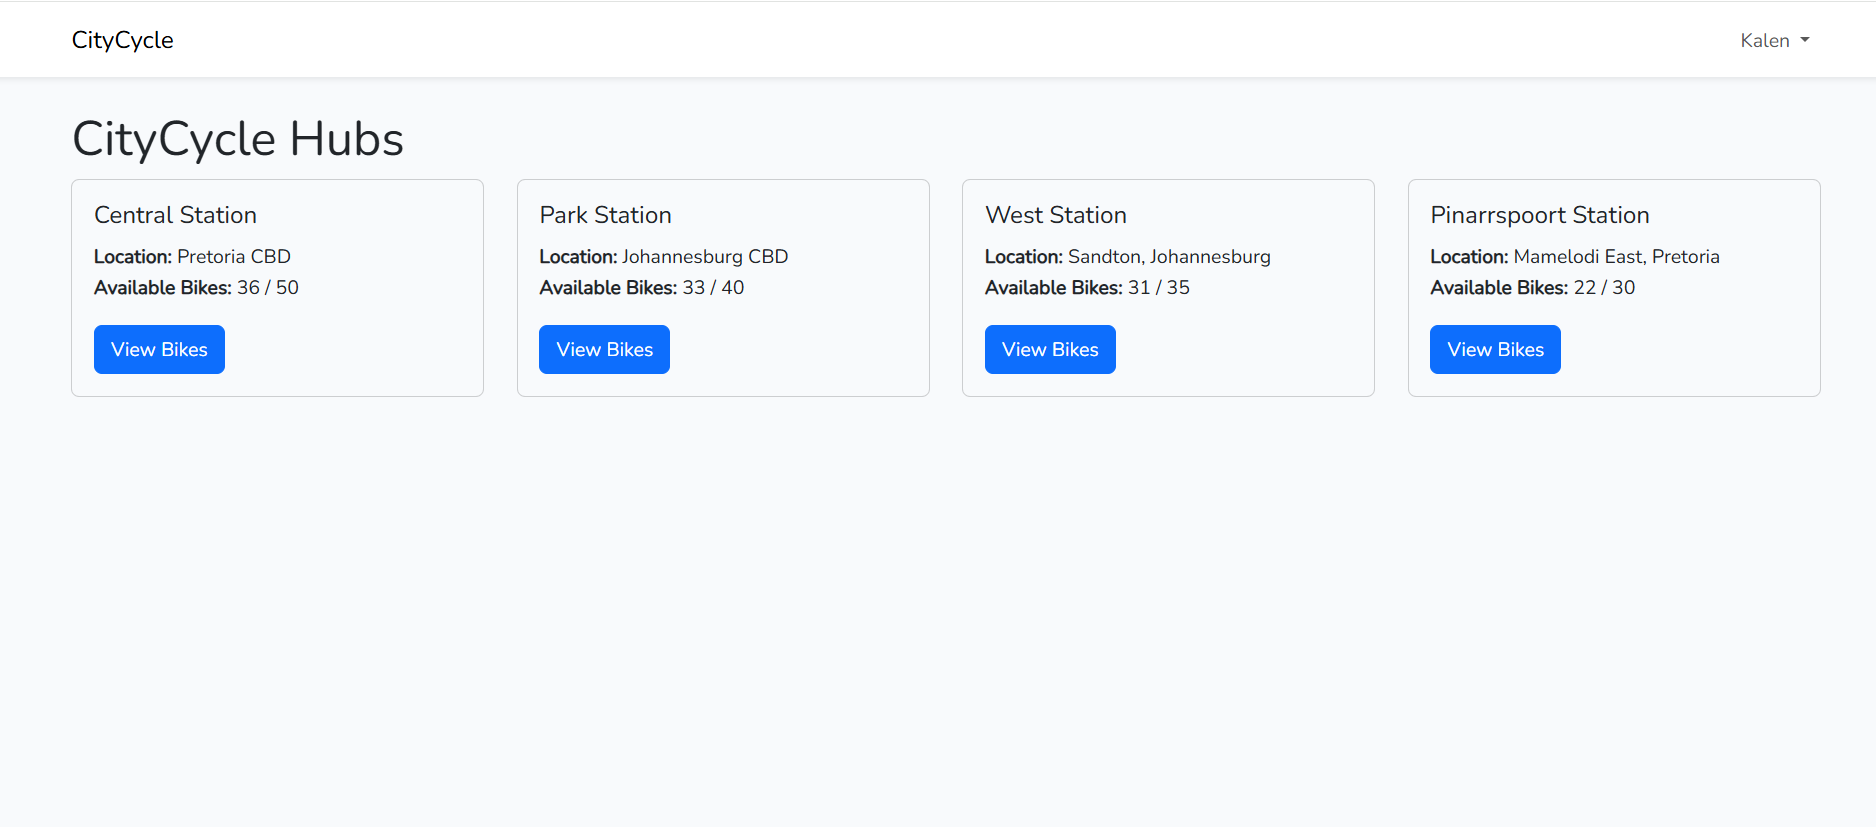 CityCycle
Kalen
CityCycle Hubs
Central Station
Location: Pretoria CBD
Available Bikes: 36 / 50
View Bikes
Park Station
Location: Johannesburg CBD
Available Bikes: 33 / 40
View Bikes
West Station
Location: Sandton, Johannesburg
Available Bikes: 31 / 35
View Bikes
Pinarrspoort Station
Location: Mamelodi East, Pretoria
Available Bikes: 22 / 30
View Bikes